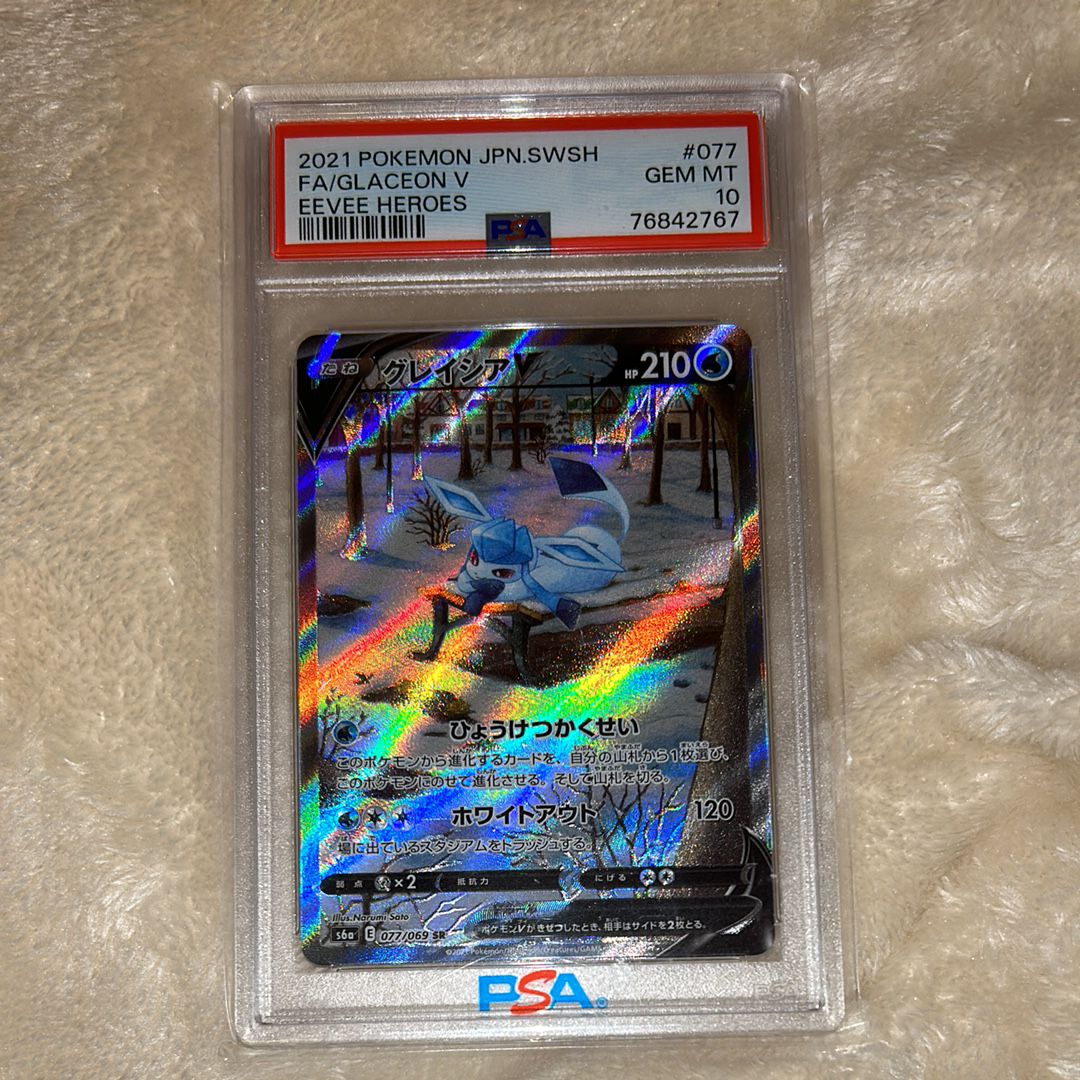 2021 POKEMON JPN.SWSH #077
FA/GLACEON V GEM MT
EEVEE HEROES 10
76842767
PSA
たね グレイシアV HP 210
ひょうけつかくせい
このポケモンから進化するカードを、自分の山札から1枚選び、
このポケモンにのせて進化させる。そして山札を切る。
ホワイトアウト 120
場に出ているスタジアムをトラッシュする。
弱点 ×2 抵抗力 にげる
Illus.Narumi Sato
s6a E 077/069 SR
ポケモンVがきぜつしたとき、相手はサイドを2枚とる。
©2021 Pokémon/Nintendo/Creatures/GAME
PSA